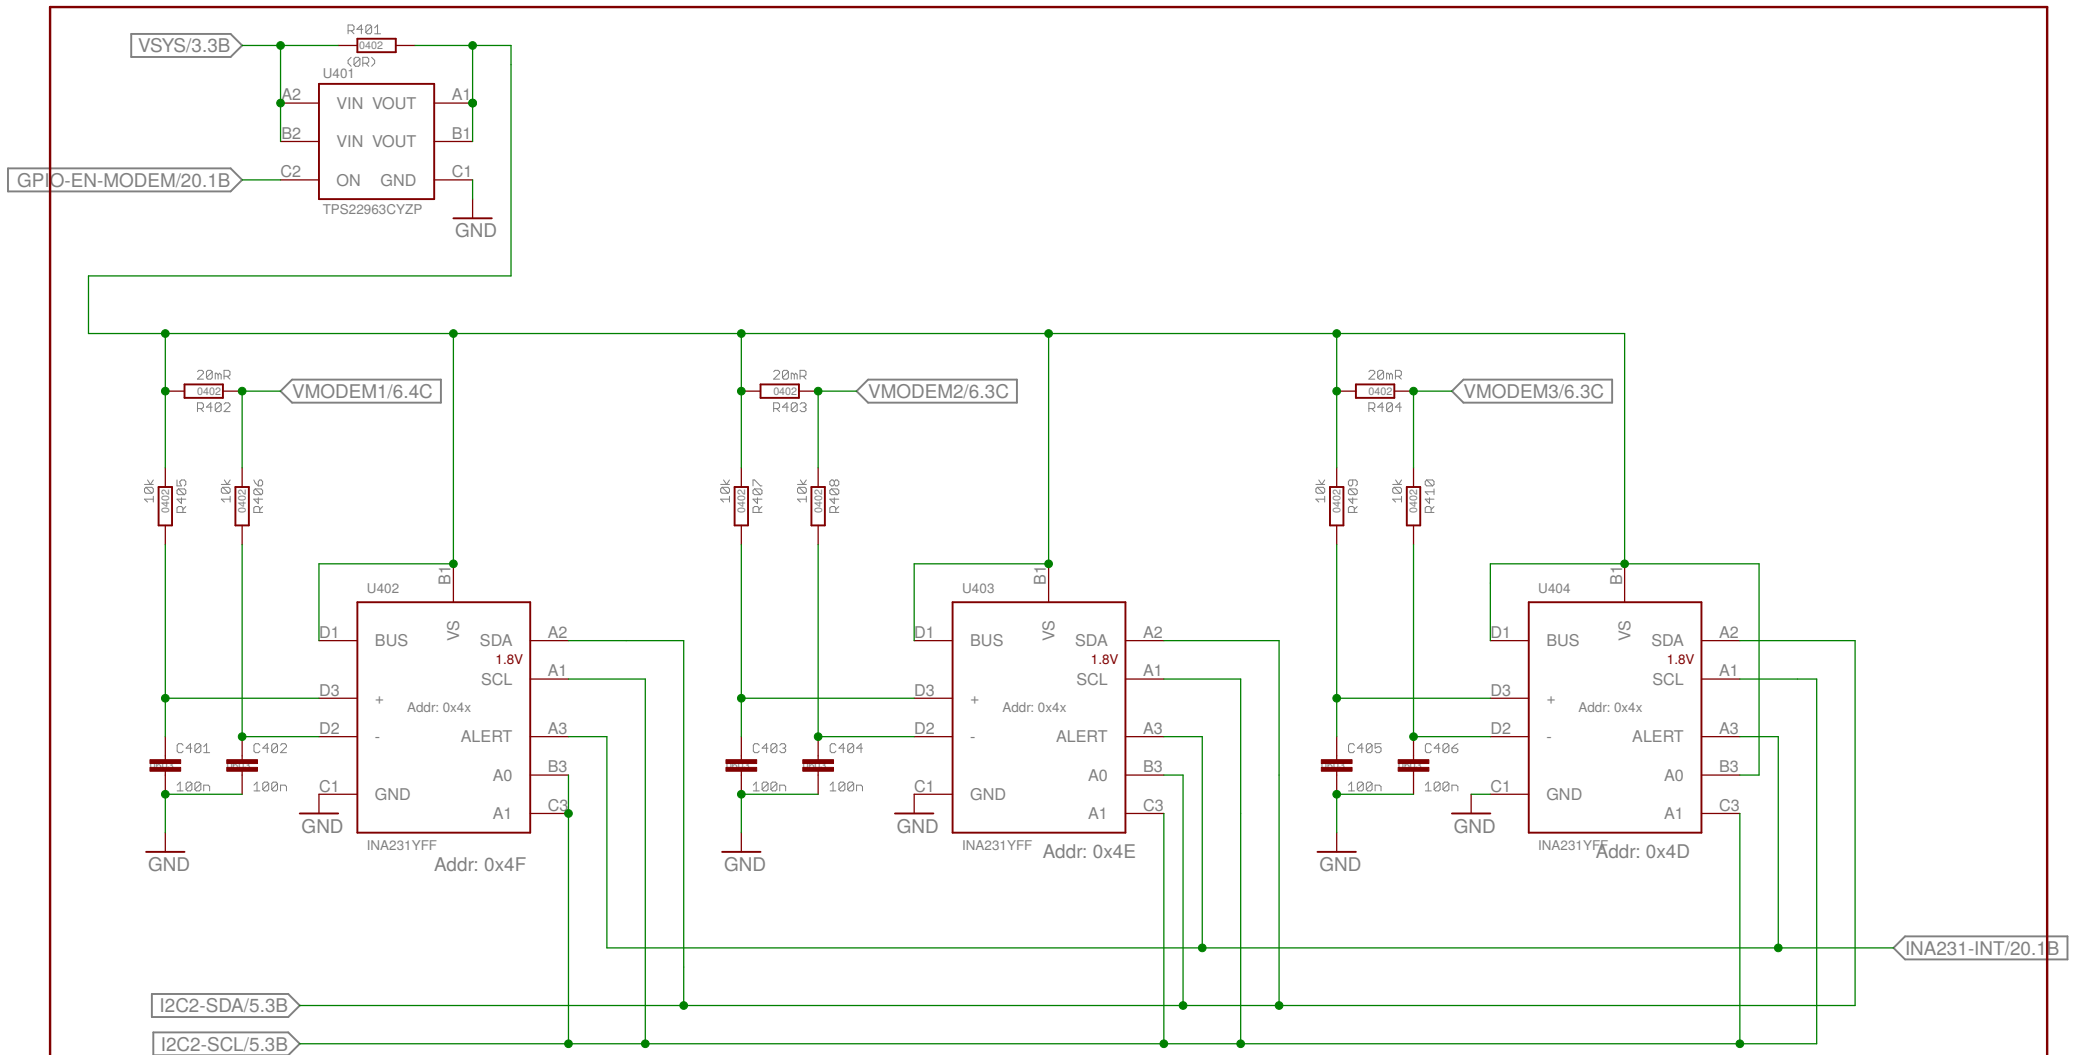 R401
VSYS/3.3B
0402
(0R)
U401
A2 VIN VOUT A1
B2 VIN VOUT B1
GPIO-EN-MODEM/20.1B
C2 ON GND C1
TPS22963CYZP
GND
20mR
0402
R402
VMODEM1/6.4C
20mR
0402
R403
VMODEM2/6.3C
20mR
0402
R404
VMODEM3/6.3C
10k
0402
R405
10k
0402
R406
10k
0402
R407
10k
0402
R408
10k
0402
R409
10k
0402
R410
U402
B1
VS
D1 BUS SDA A2
1.8V
SCL A1
D3 +
Addr: 0x4x
D2 - ALERT A3
A0 B3
C1 GND
A1 C3
GND
INA231YFF
Addr: 0x4F
C401
100n
C402
100n
GND
U403
B1
VS
D1 BUS SDA A2
1.8V
SCL A1
D3 +
Addr: 0x4x
D2 - ALERT A3
A0 B3
C1 GND
A1 C3
GND
INA231YFF
Addr: 0x4E
C403
100n
C404
100n
GND
U404
B1
VS
D1 BUS SDA A2
1.8V
SCL A1
D3 +
Addr: 0x4x
D2 - ALERT A3
A0 B3
C1 GND
A1 C3
GND
INA231YFF
Addr: 0x4D
C405
100n
C406
100n
GND
INA231-INT/20.1B
I2C2-SDA/5.3B
I2C2-SCL/5.3B